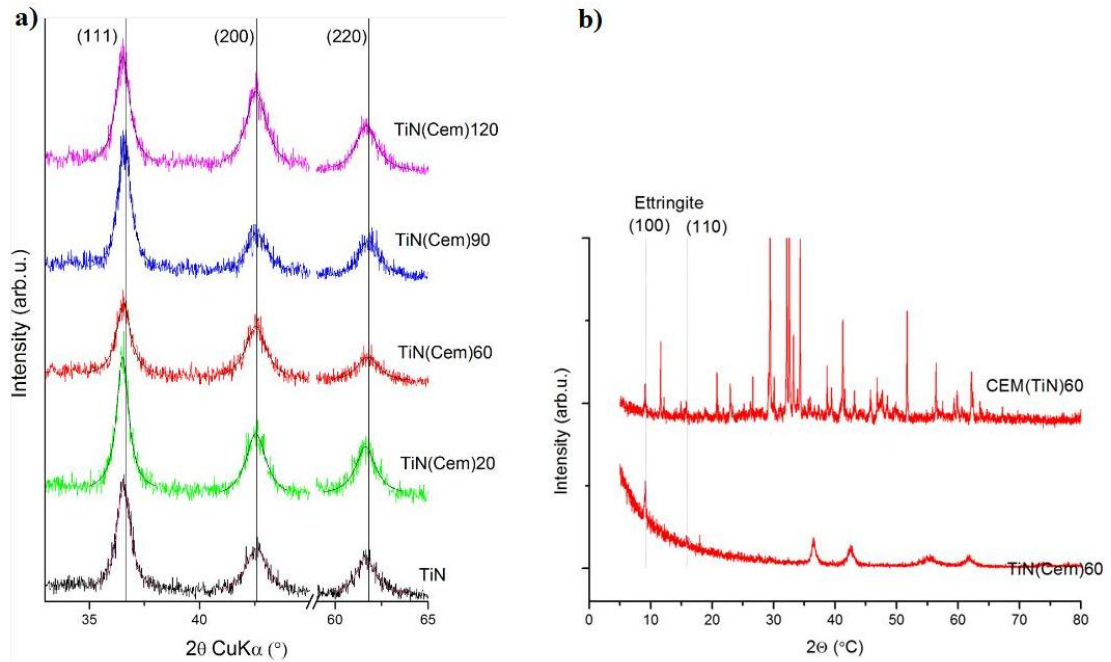 a)
(111)
(200)
(220)
TiN(Cem)120
TiN(Cem)90
TiN(Cem)60
TiN(Cem)20
TiN
Intensity (arb.u.)
35
40
60
65
2θ CuKα (°)
b)
Ettringite
(100)
(110)
CEM(TiN)60
TiN(Cem)60
Intensity (arb.u.)
0
10
20
30
40
50
60
70
80
2Θ (°C)